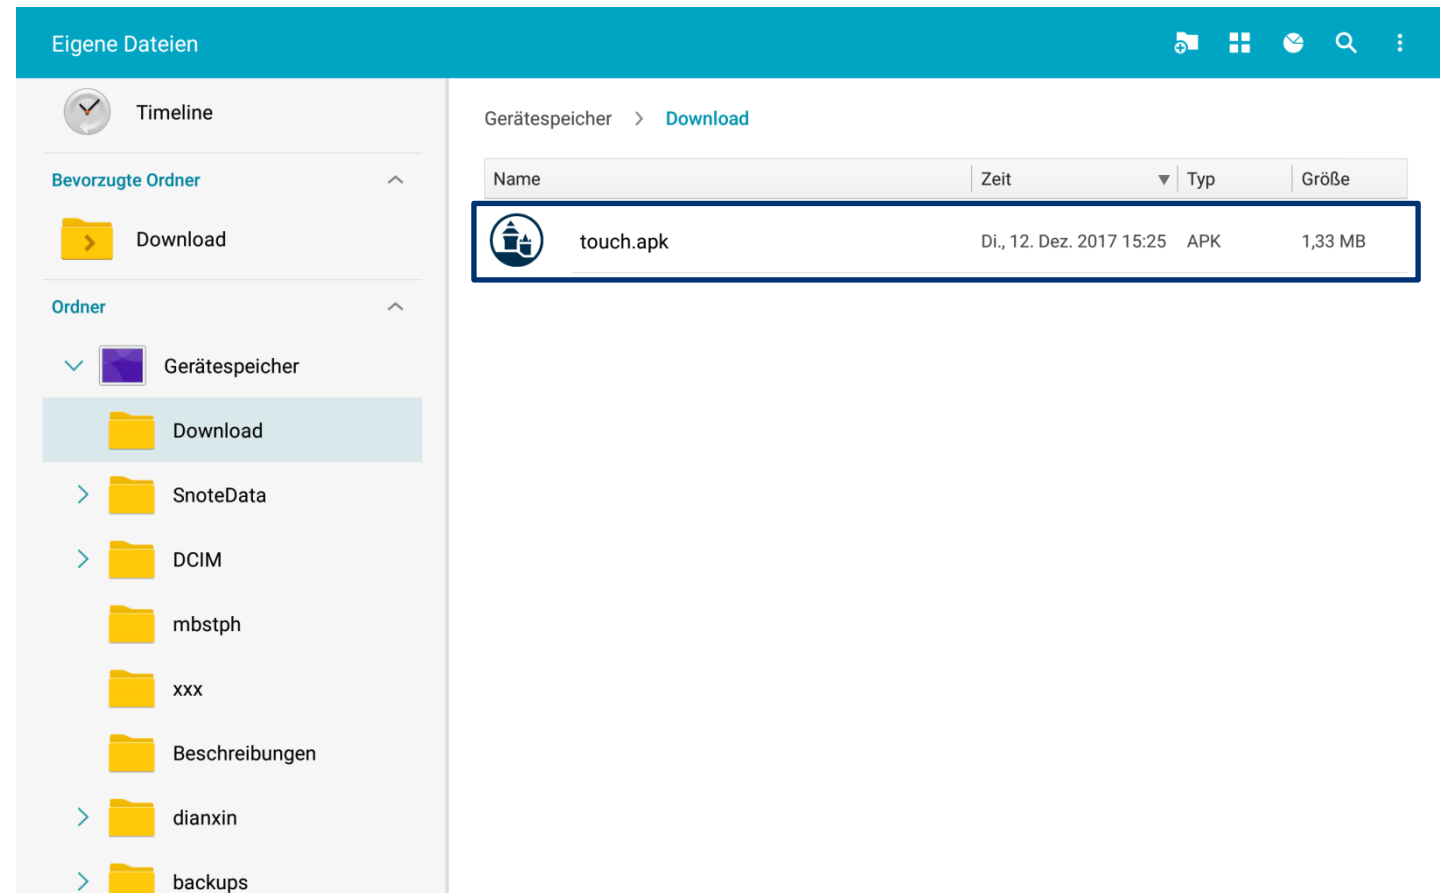 Eigene Dateien
Timeline
Bevorzugte Ordner
Download
Ordner
Gerätespeicher
Download
SnoteData
DCIM
mbstph
xxx
Beschreibungen
dianxin
backups
Gerätespeicher > Download
Name Zeit Typ Größe
touch.apk Di., 12. Dez. 2017 15:25 APK 1,33 MB